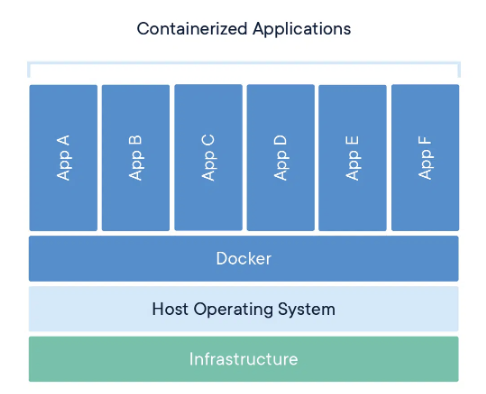 Containerized Applications
App A
App B
App C
App D
App E
App F
Docker
Host Operating System
Infrastructure